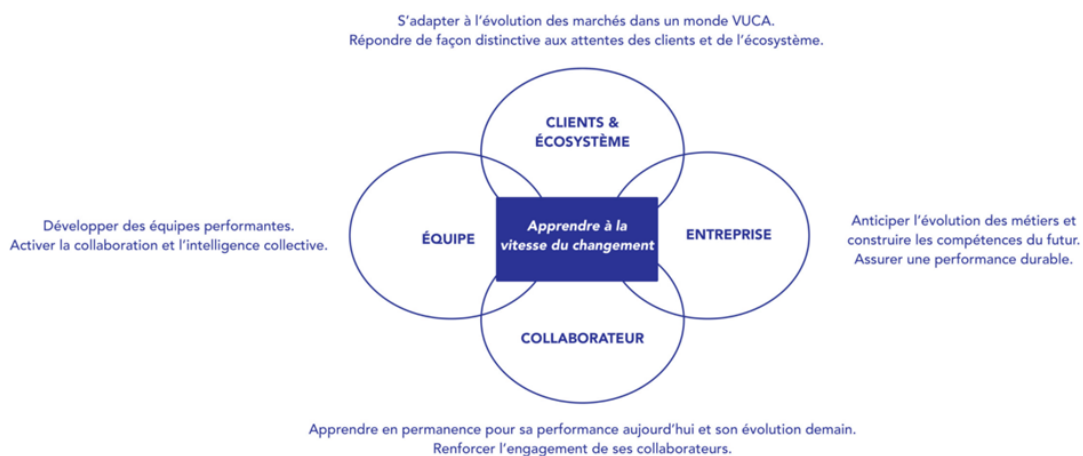 S’adapter à l’évolution des marchés dans un monde VUCA.
Répondre de façon distinctive aux attentes des clients et de l’écosystème.
CLIENTS &
ÉCOSYSTÈME
Développer des équipes performantes.
Activer la collaboration et l’intelligence collective.
ÉQUIPE
Apprendre à la
vitesse du changement
ENTREPRISE
Anticiper l’évolution des métiers et
construire les compétences du futur.
Assurer une performance durable.
COLLABORATEUR
Apprendre en permanence pour sa performance aujourd’hui et son évolution demain.
Renforcer l’engagement de ses collaborateurs.